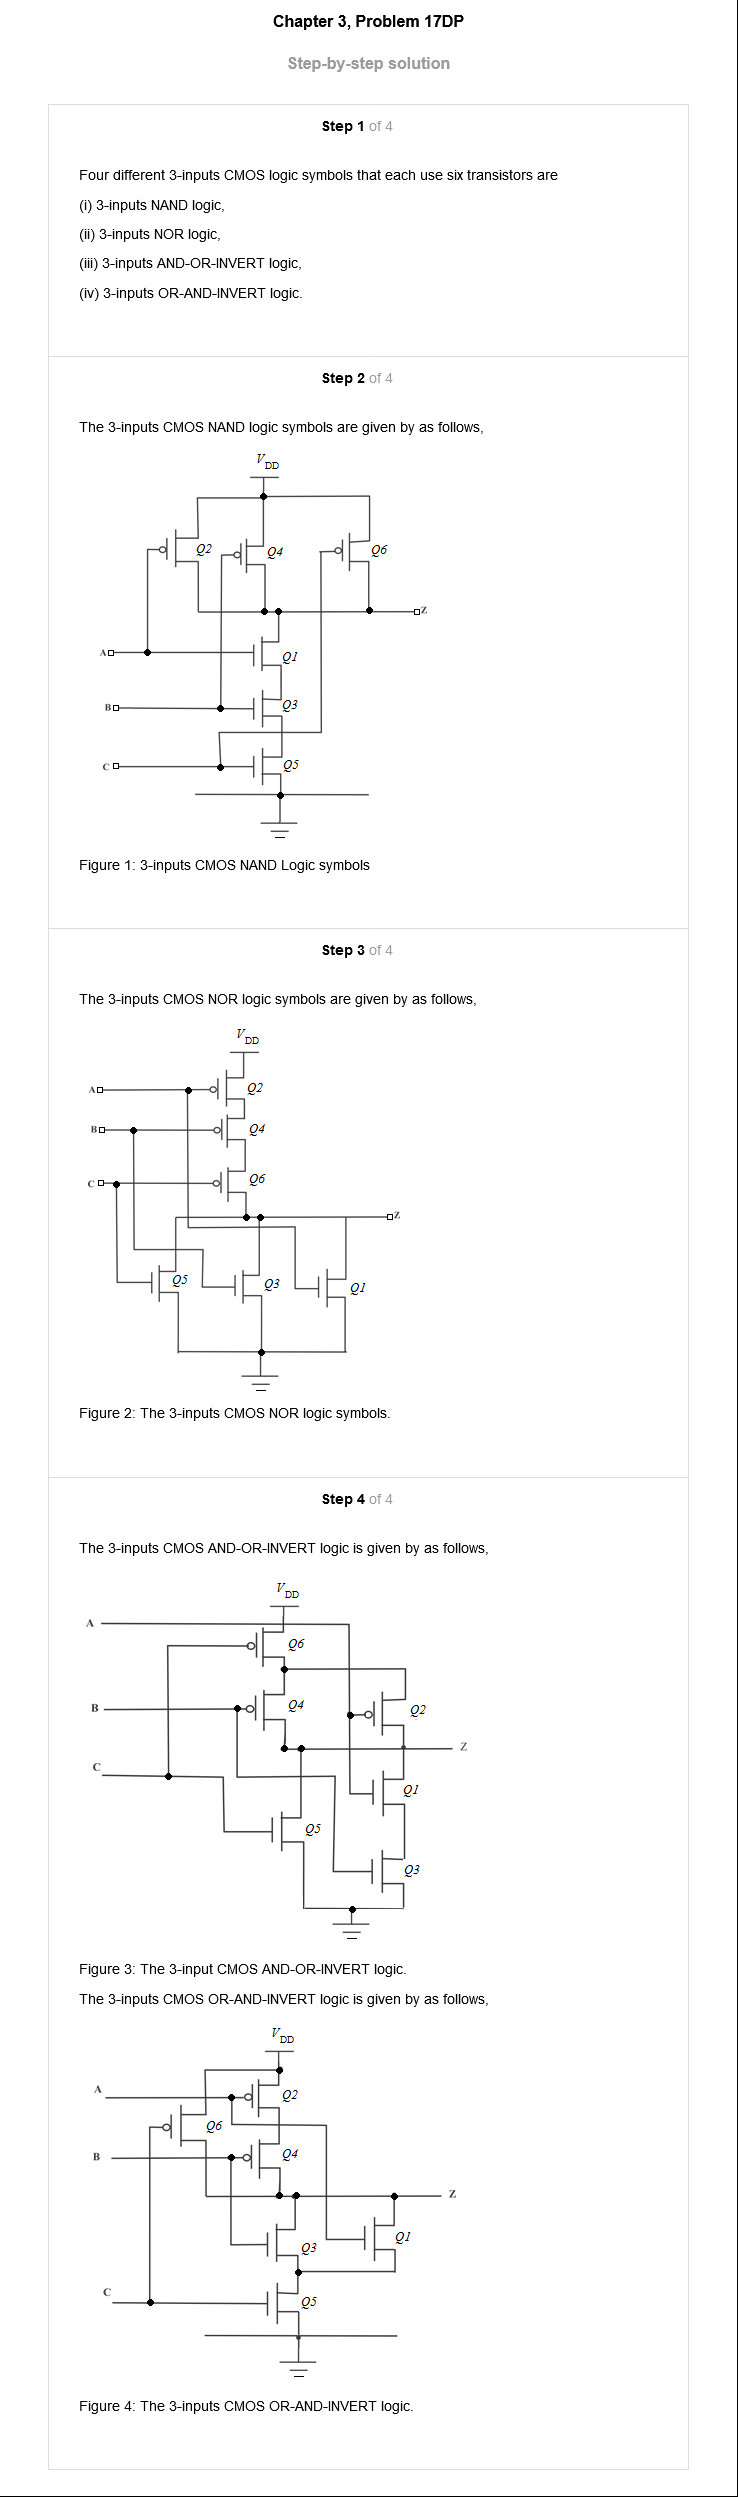 Chapter 3, Problem 17DP
Step-by-step solution
Step 1 of 4
Four different 3-inputs CMOS logic symbols that each use six transistors are
(i) 3-inputs NAND logic,
(ii) 3-inputs NOR logic,
(iii) 3-inputs AND-OR-INVERT logic,
(iv) 3-inputs OR-AND-INVERT logic.
Step 2 of 4
The 3-inputs CMOS NAND logic symbols are given by as follows,
VDD
Q2
Q4
Q6
Z
A
Q1
B
Q3
C
Q5
Figure 1: 3-inputs CMOS NAND Logic symbols
Step 3 of 4
The 3-inputs CMOS NOR logic symbols are given by as follows,
VDD
A
Q2
B
Q4
C
Q6
Z
Q5
Q3
Q1
Figure 2: The 3-inputs CMOS NOR logic symbols.
Step 4 of 4
The 3-inputs CMOS AND-OR-INVERT logic is given by as follows,
VDD
A
Q6
B
Q4
Q2
Z
C
Q1
Q5
Q3
Figure 3: The 3-input CMOS AND-OR-INVERT logic.
The 3-inputs CMOS OR-AND-INVERT logic is given by as follows,
VDD
A
Q2
Q6
B
Q4
Z
Q1
Q3
C
Q5
Figure 4: The 3-inputs CMOS OR-AND-INVERT logic.